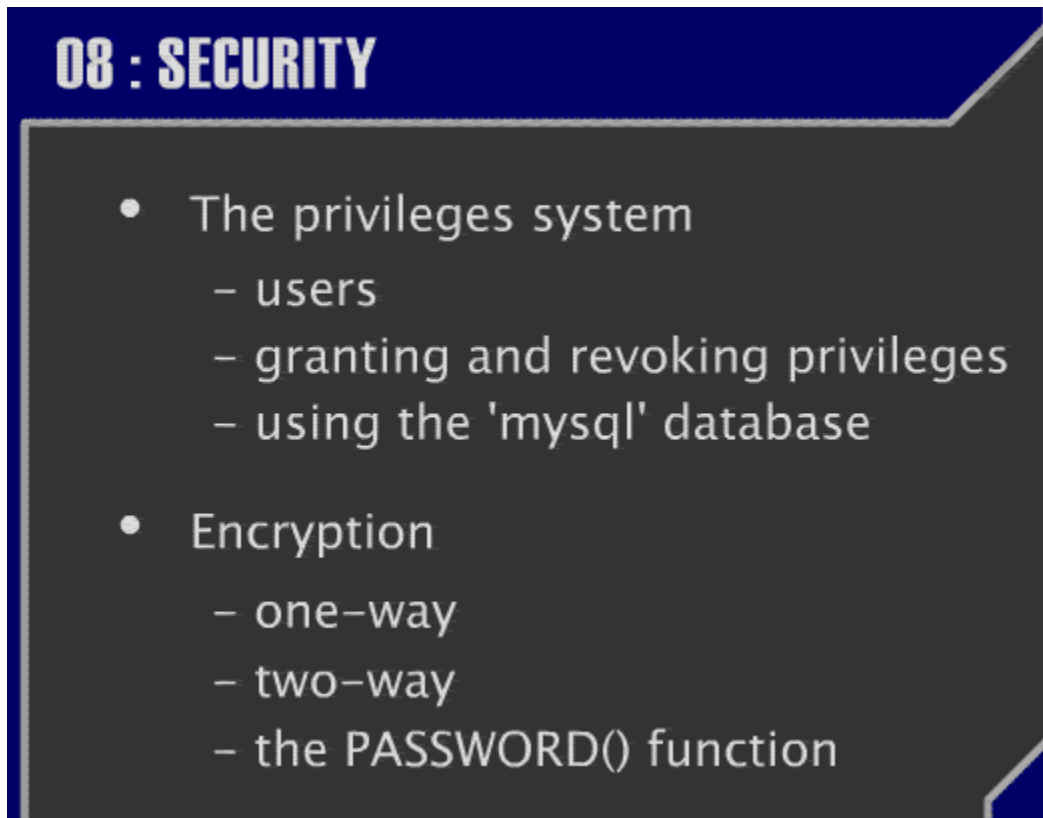 08 : SECURITY
• The privileges system
– users
– granting and revoking privileges
– using the 'mysql' database
• Encryption
– one-way
– two-way
– the PASSWORD() function